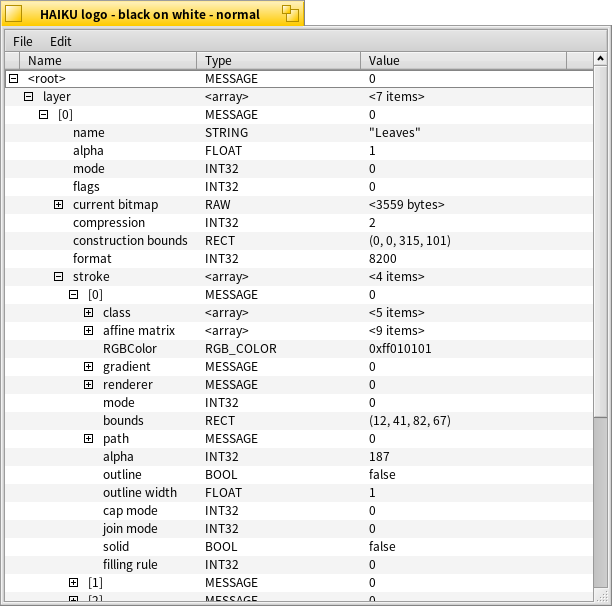 HAIKU logo - black on white - normal
File Edit
Name Type Value
<root> MESSAGE 0
layer <array> <7 items>
[0] MESSAGE 0
name STRING "Leaves"
alpha FLOAT 1
mode INT32 0
flags INT32 0
current bitmap RAW <3559 bytes>
compression INT32 2
construction bounds RECT (0, 0, 315, 101)
format INT32 8200
stroke <array> <4 items>
[0] MESSAGE 0
class <array> <5 items>
affine matrix <array> <9 items>
RGBColor RGB_COLOR 0xff010101
gradient MESSAGE 0
renderer MESSAGE 0
mode INT32 0
bounds RECT (12, 41, 82, 67)
path MESSAGE 0
alpha INT32 187
outline BOOL false
outline width FLOAT 1
cap mode INT32 0
join mode INT32 0
solid BOOL false
filling rule INT32 0
[1] MESSAGE 0
[2] MESSAGE 0